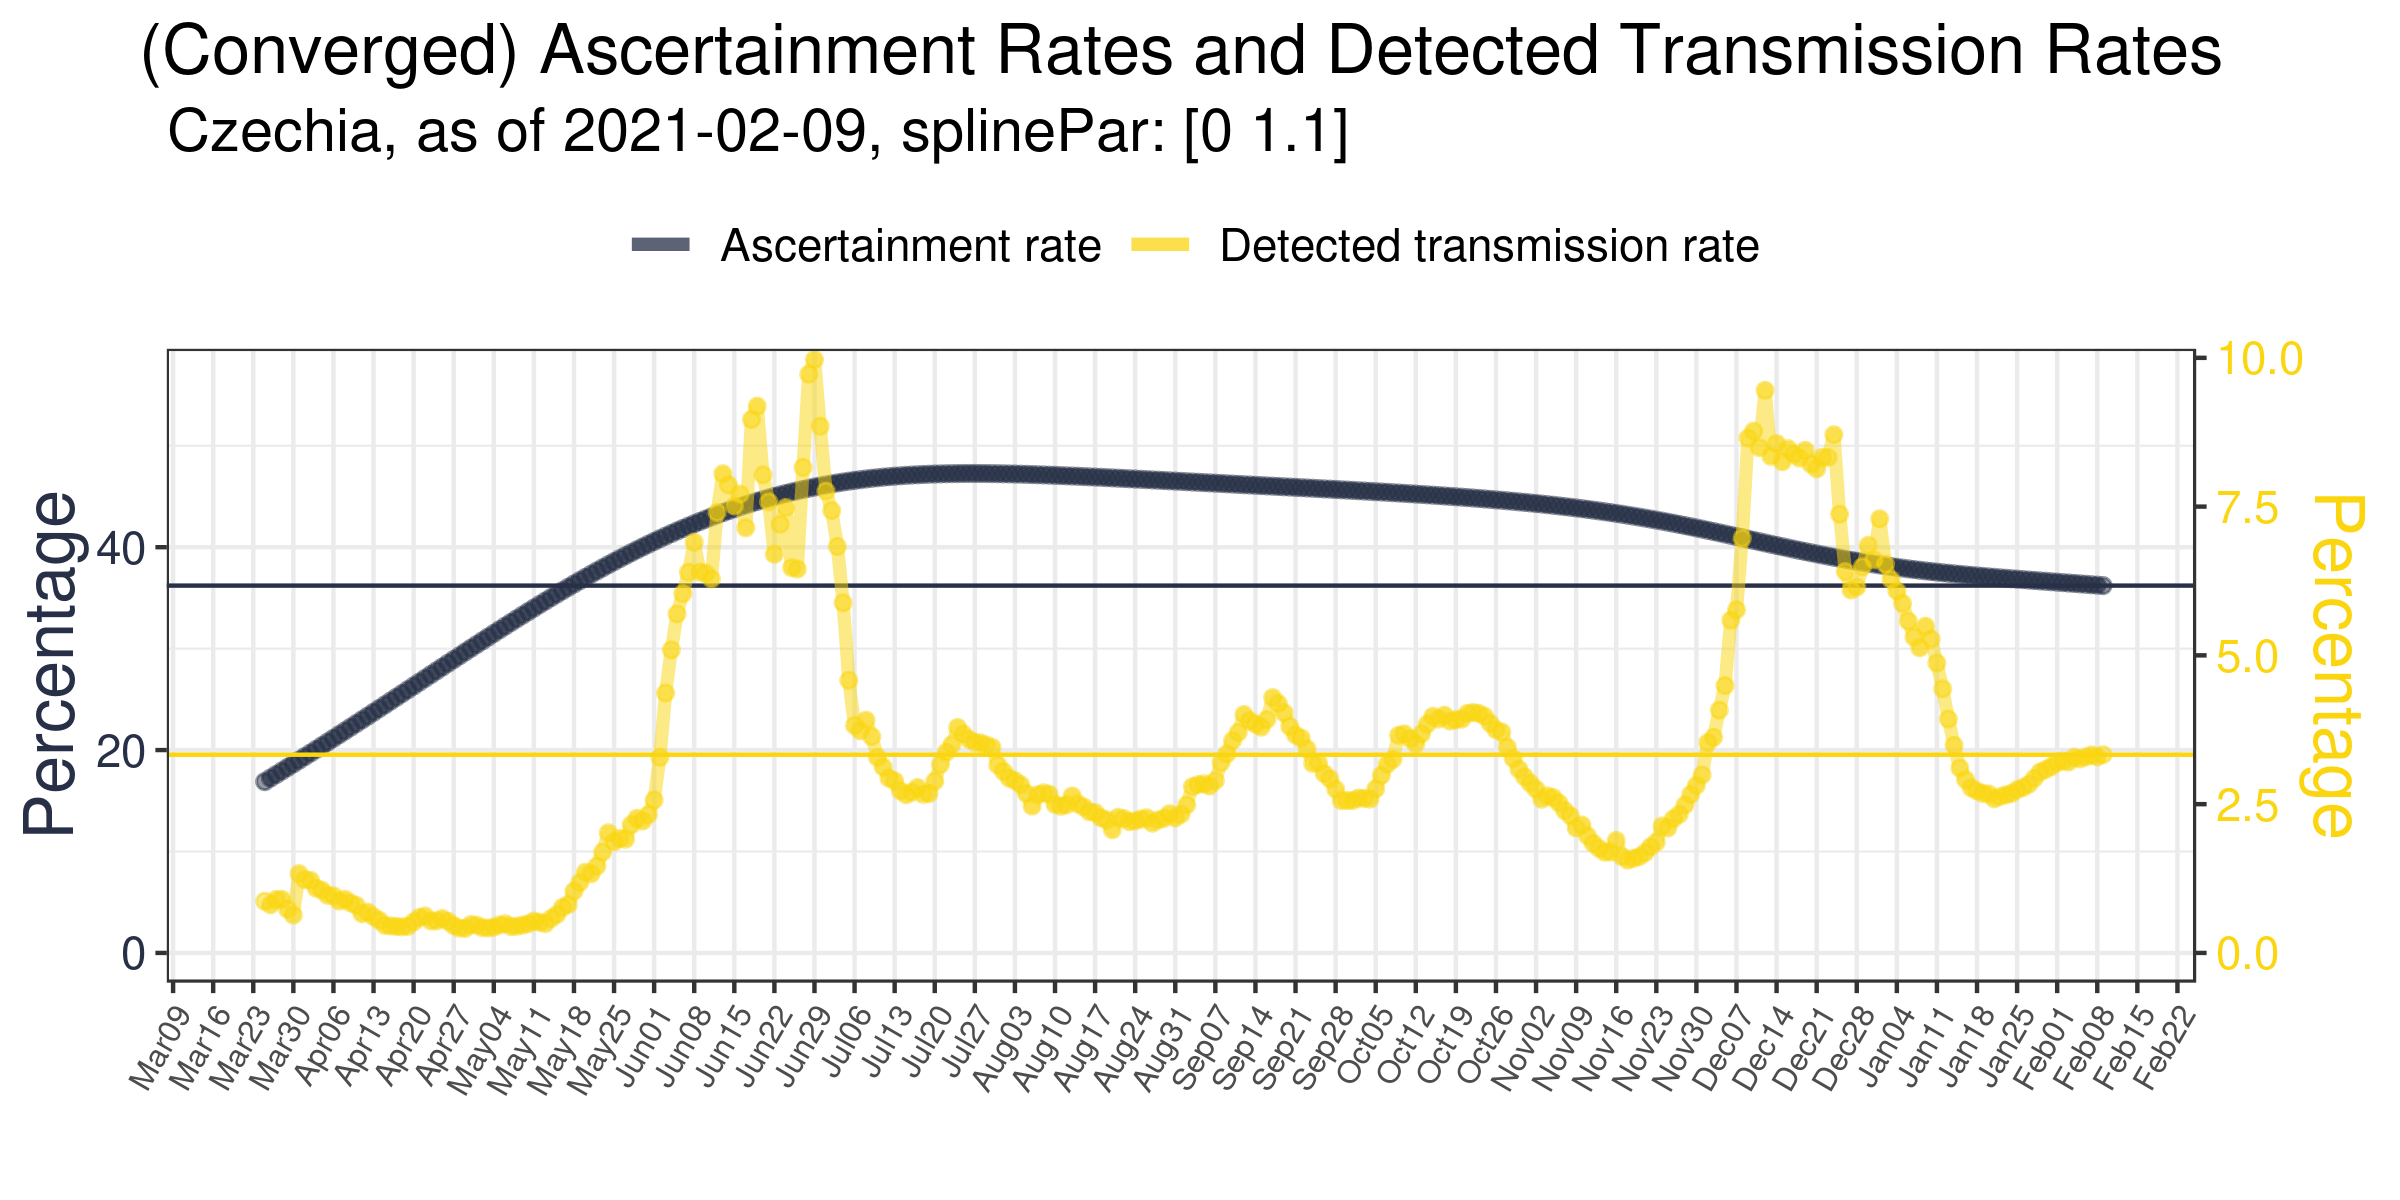 (Converged) Ascertainment Rates and Detected Transmission Rates
Czechia, as of 2021-02-09, splinePar: [0 1.1]
Ascertainment rate
Detected transmission rate
Percentage
40
20
0
10.0
7.5
5.0
2.5
0.0
Percentage
Mar09
Mar16
Mar23
Mar30
Apr06
Apr13
Apr20
Apr27
May04
May11
May18
May25
Jun01
Jun08
Jun15
Jun22
Jun29
Jul06
Jul13
Jul20
Jul27
Aug03
Aug10
Aug17
Aug24
Aug31
Sep07
Sep14
Sep21
Sep28
Oct05
Oct12
Oct19
Oct26
Nov02
Nov09
Nov16
Nov23
Nov30
Dec07
Dec14
Dec21
Dec28
Jan04
Jan11
Jan18
Jan25
Feb01
Feb08
Feb15
Feb22